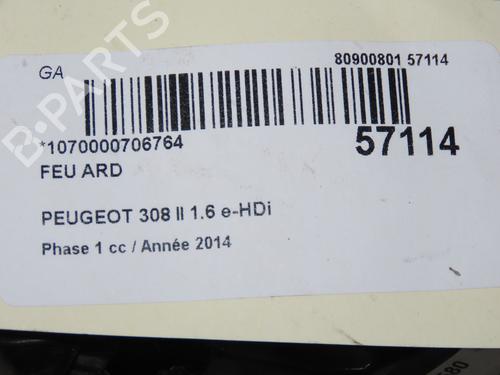 GA
80900801 57114
*1070000706764
57114
FEU ARD
PEUGEOT 308 II 1.6 e-HDi
Phase 1 cc / Année 2014
B-PARTS